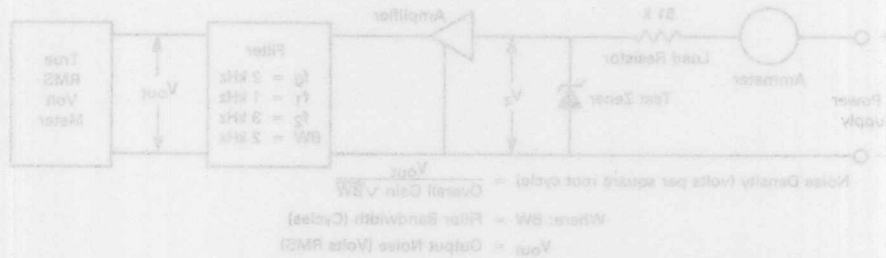 Power
Supply
Ammeter
51 k
Load Resistor
Test Zener
Amplifier
Vz
Filter
f0 = 2 kHz
f1 = 1 kHz
f2 = 3 kHz
BW = 2 kHz
Vout
True
RMS
Volt
Meter
Noise Density (volts per square root cycle) = Vout / Overall Gain √BW
Where: BW = Filter Bandwidth (Cycles)
Vout = Output Noise (Volts RMS)